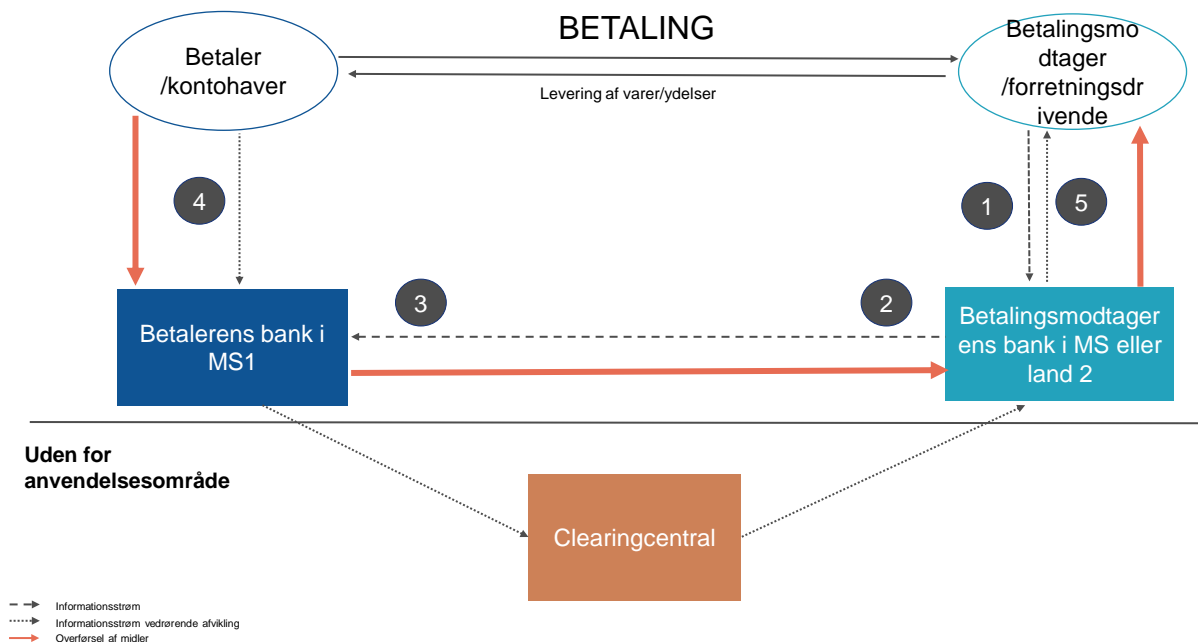 BETALING
Betaler
/kontohaver
Betalingsmo
dtager
/forretningsdr
ivende
Levering af varer/ydelser
4
1
5
3
2
Betalerens bank i
MS1
Betalingsmodtager
ens bank i MS eller
land 2
Uden for
anvendelsesområde
Clearingcentral
Informationsstrøm
Informationsstrøm vedrørende afvikling
Overførsel af midler